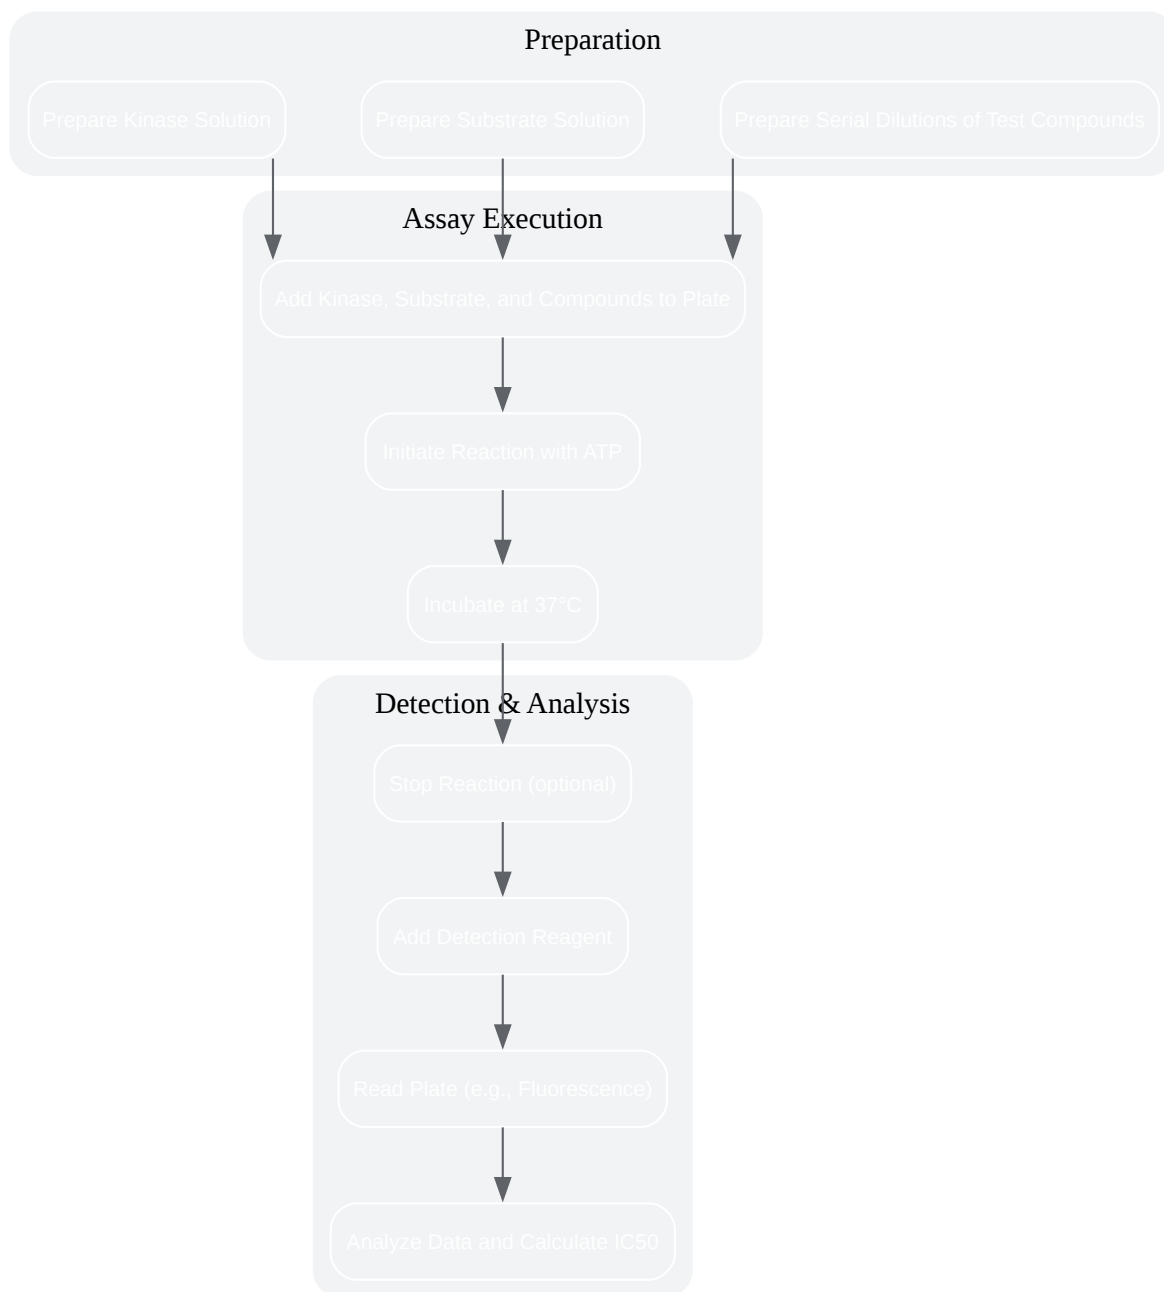 Preparation
Prepare Kinase Solution
Prepare Substrate Solution
Prepare Serial Dilutions of Test Compounds
Assay Execution
Add Kinase, Substrate, and Compounds to Plate
Initiate Reaction with ATP
Incubate at 37°C
Detection & Analysis
Stop Reaction (optional)
Add Detection Reagent
Read Plate (e.g., Fluorescence)
Analyze Data and Calculate IC50